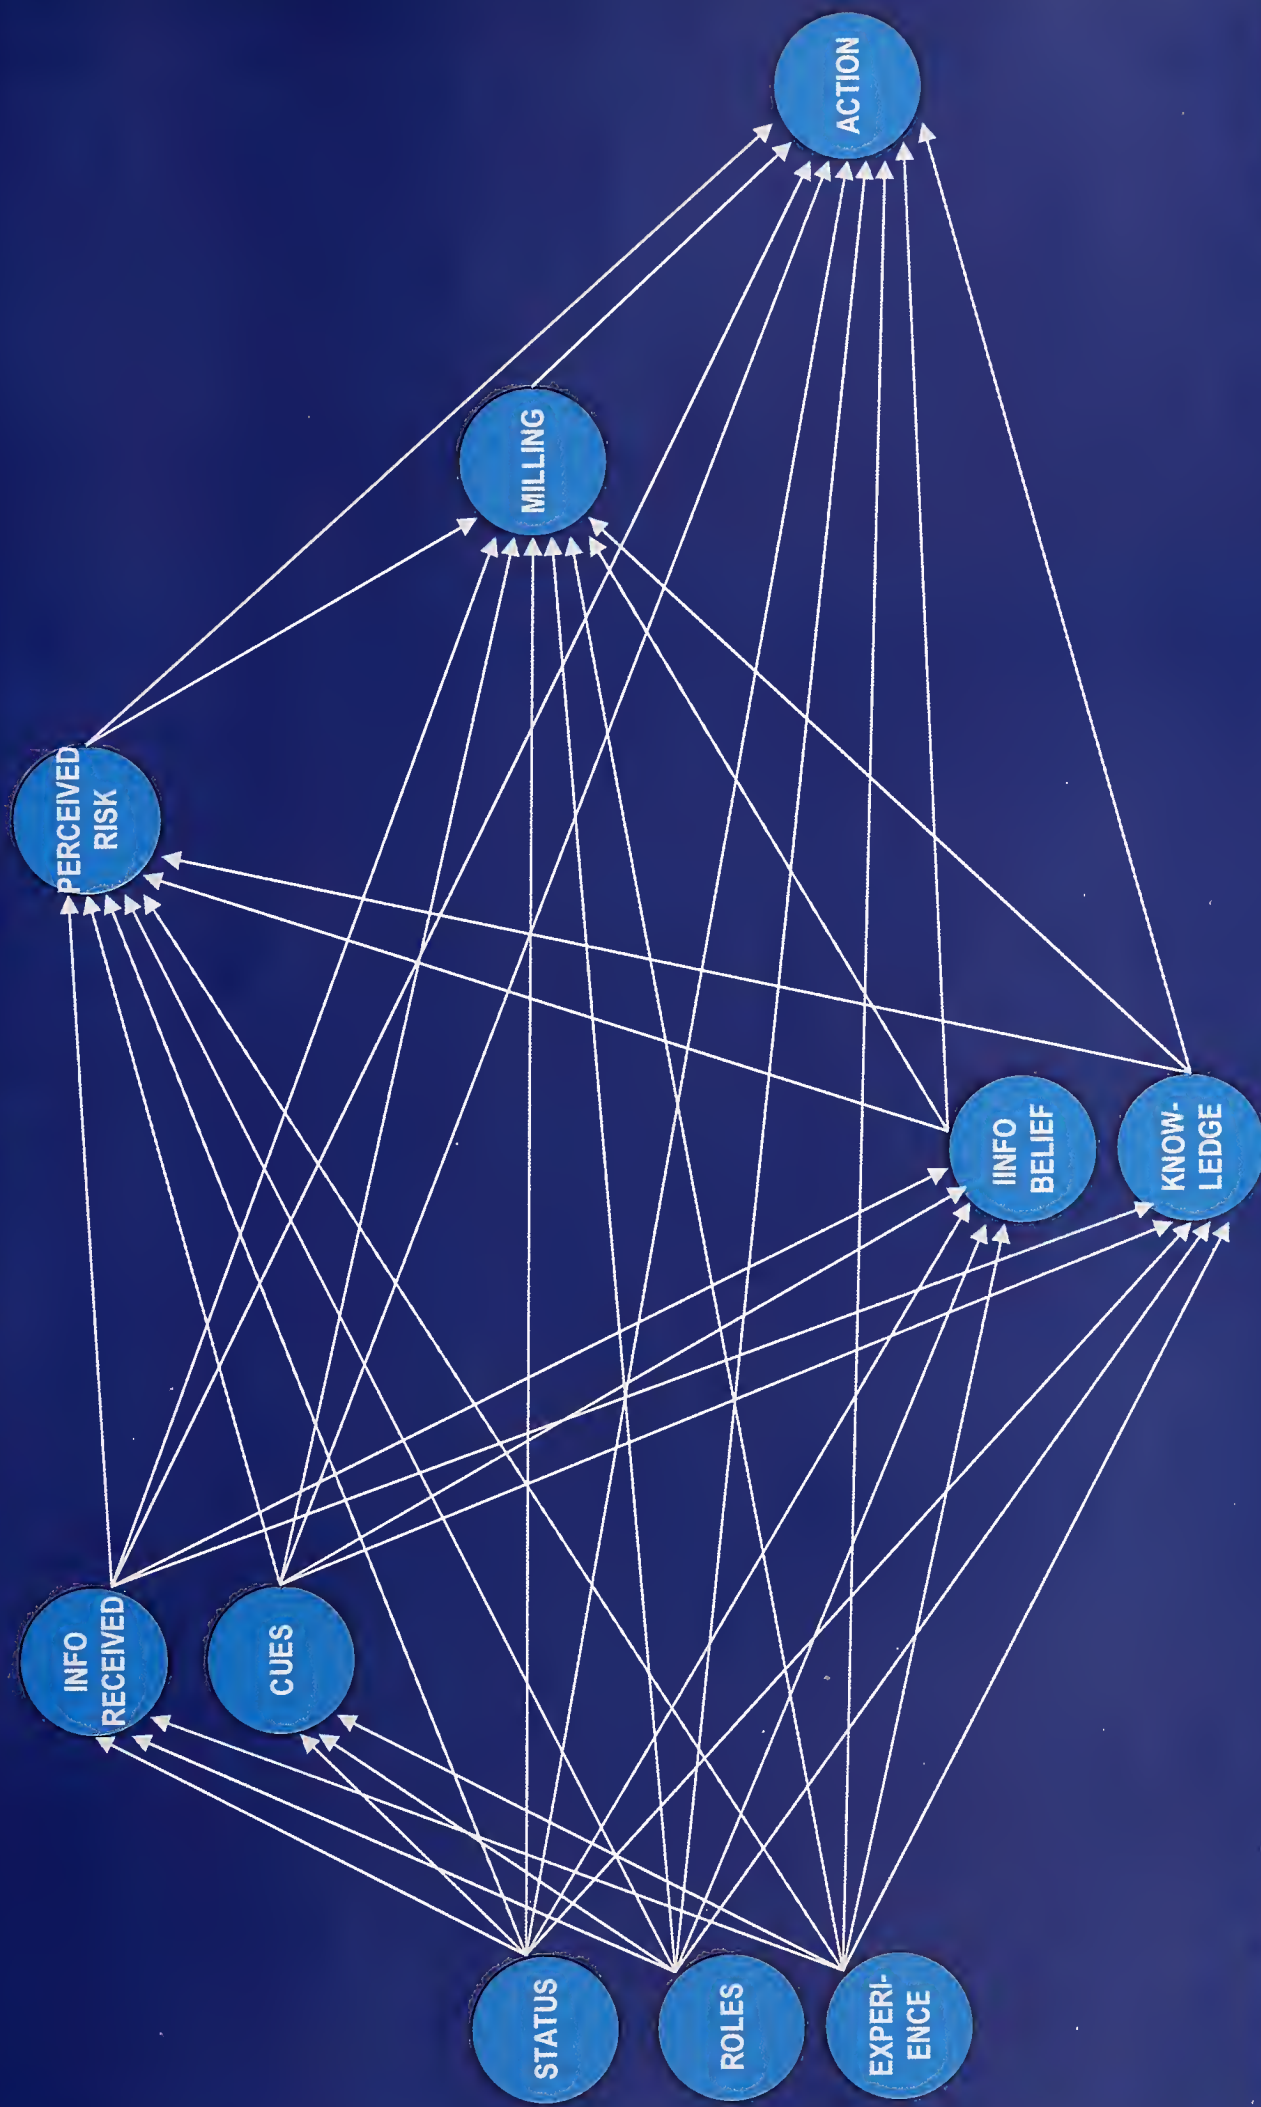 STATUS
ROLES
EXPERI-
ENCE
INFO
RECEIVED
CUES
IINFO
BELIEF
KNOW-
LEDGE
PERCEIVED
RISK
MILLING
ACTION